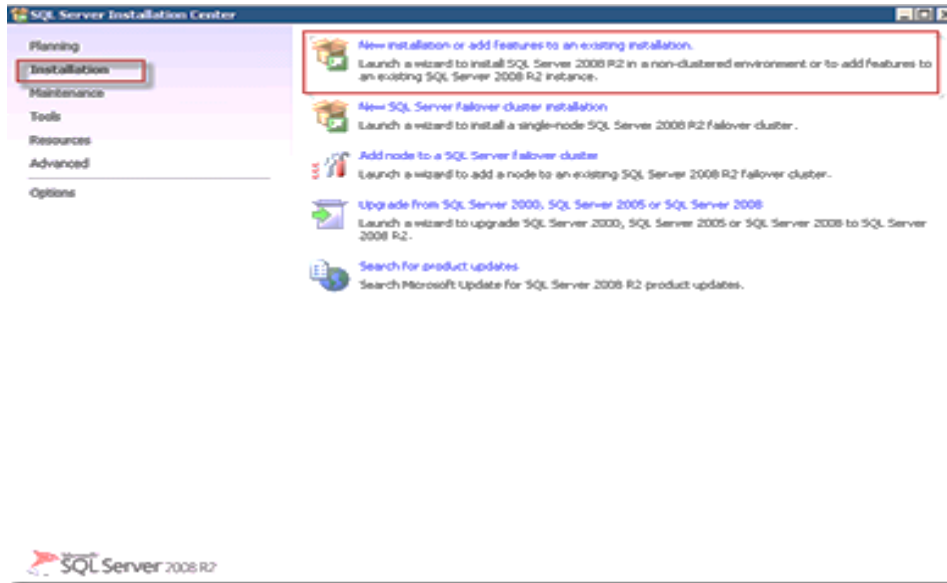 SQL Server Installation Center
Planning
Installation
Maintenance
Tools
Resources
Advanced
Options
New installation or add features to an existing installation.
Launch a wizard to install SQL Server 2008 R2 in a non-clustered environment or to add features to
an existing SQL Server 2008 R2 instance.
New SQL Server failover cluster installation
Launch a wizard to install a single-node SQL Server 2008 R2 failover cluster.
Add node to a SQL Server failover cluster
Launch a wizard to add a node to an existing SQL Server 2008 R2 failover cluster.
Upgrade from SQL Server 2000, SQL Server 2005 or SQL Server 2008
Launch a wizard to upgrade SQL Server 2000, SQL Server 2005 or SQL Server 2008 to SQL Server
2008 R2.
Search for product updates
Search Microsoft Update for SQL Server 2008 R2 product updates.
Microsoft
SQL Server 2008 R2